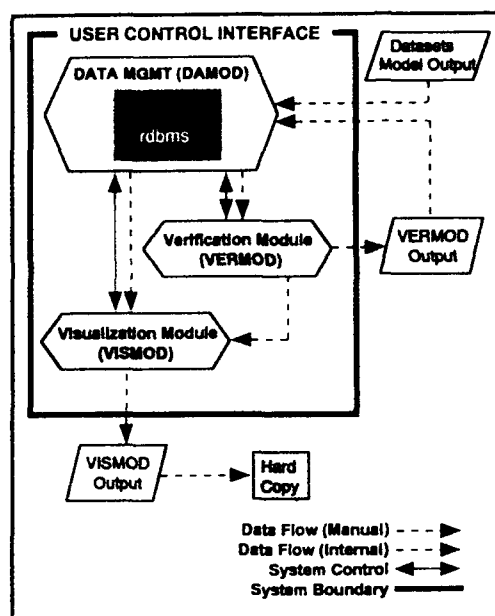 USER CONTROL INTERFACE
DATA MGMT (DAMOD)
rdbms
Datasets
Model Output
Verification Module
(VERMOD)
VERMOD
Output
Visualization Module
(VISMOD)
VISMOD
Output
Hard
Copy
Data Flow (Manual)
Data Flow (Internal)
System Control
System Boundary